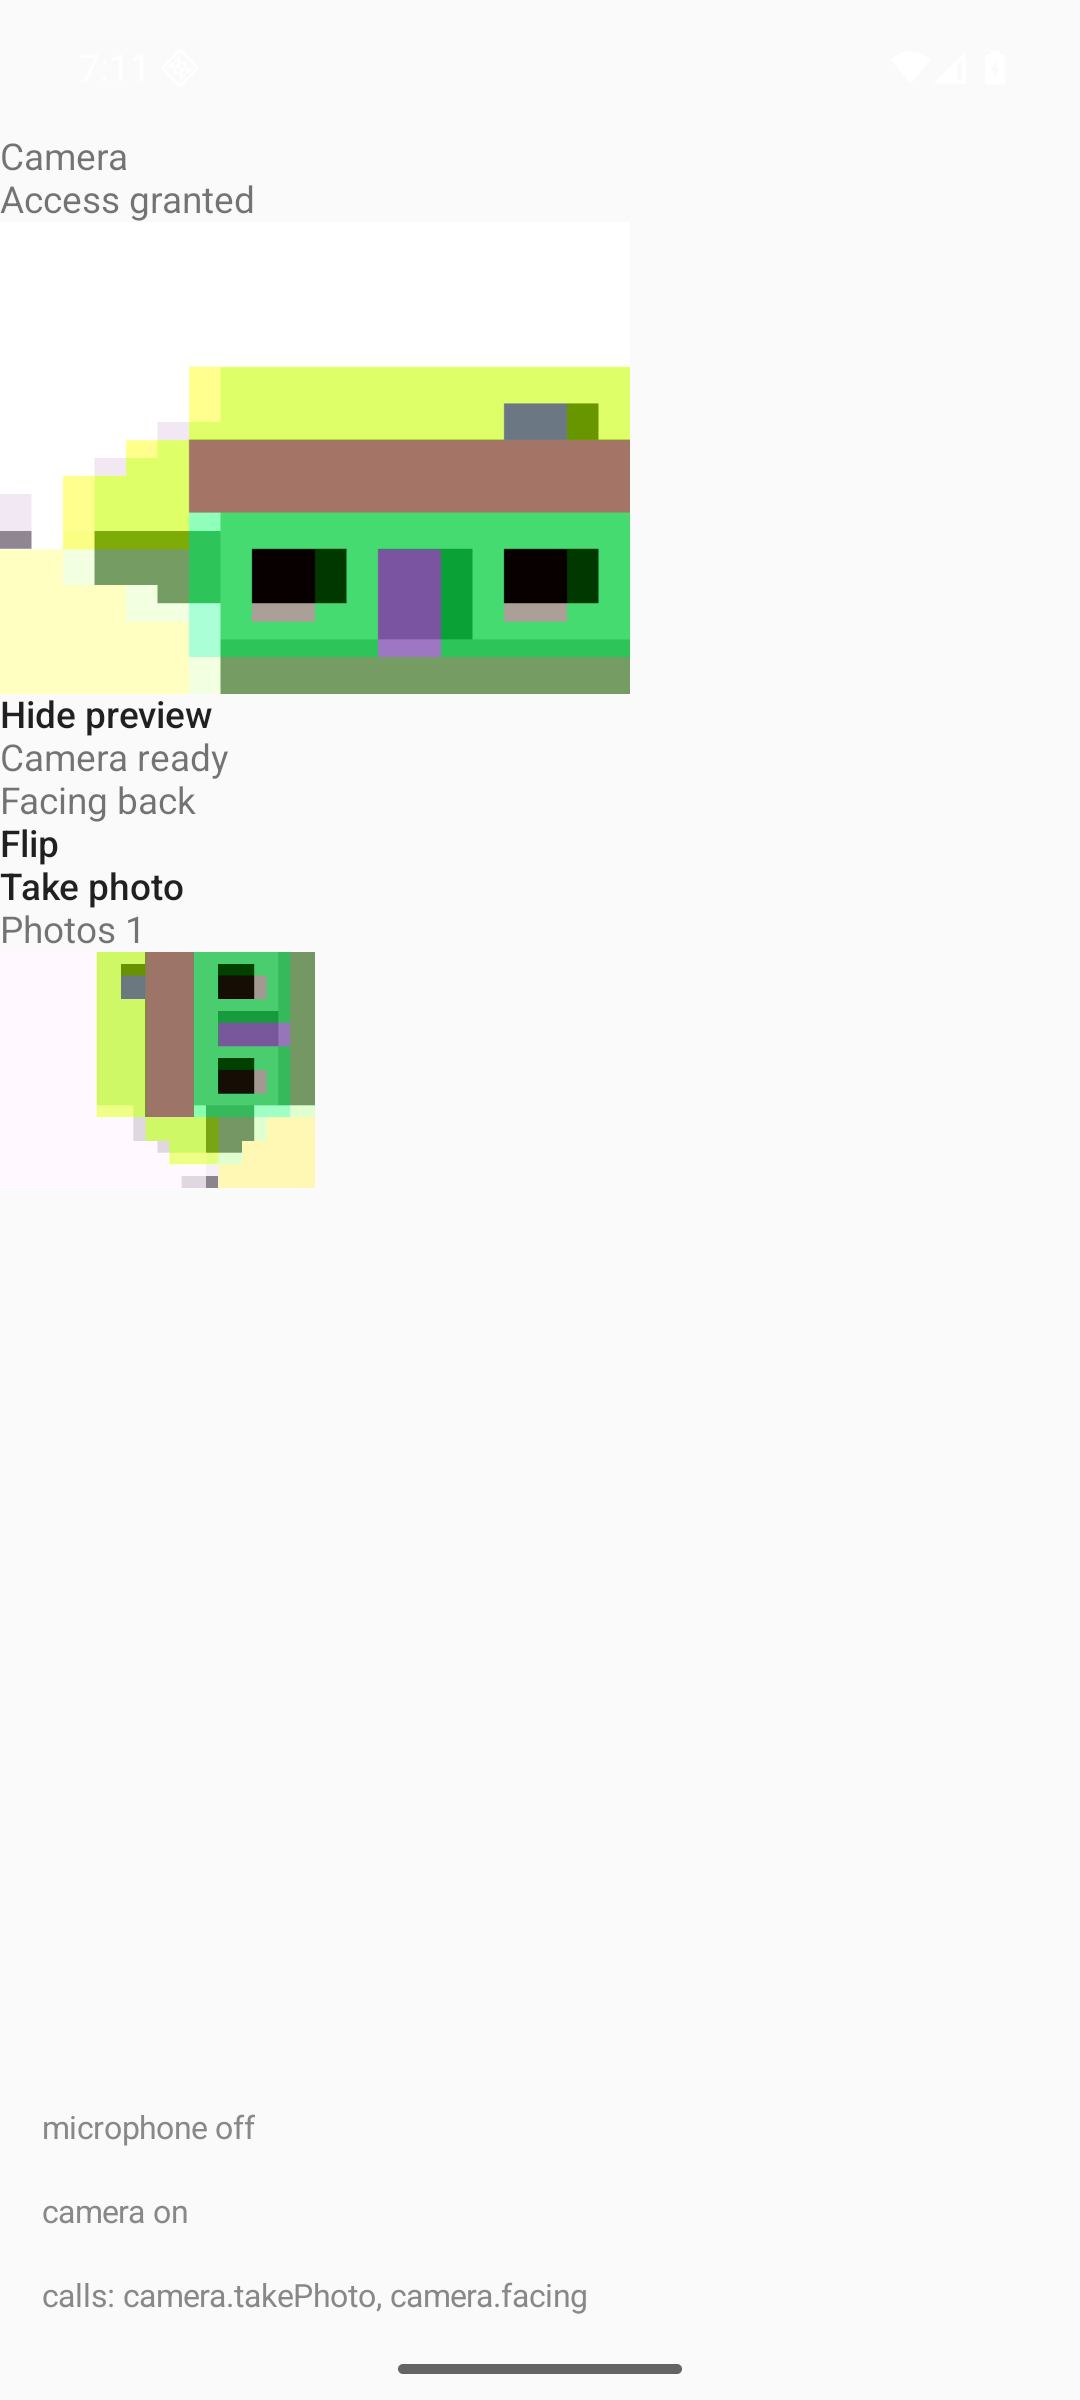 7:11
Camera
Access granted
Hide preview
Camera ready
Facing back
Flip
Take photo
Photos 1
microphone off
camera on
calls: camera.takePhoto, camera.facing